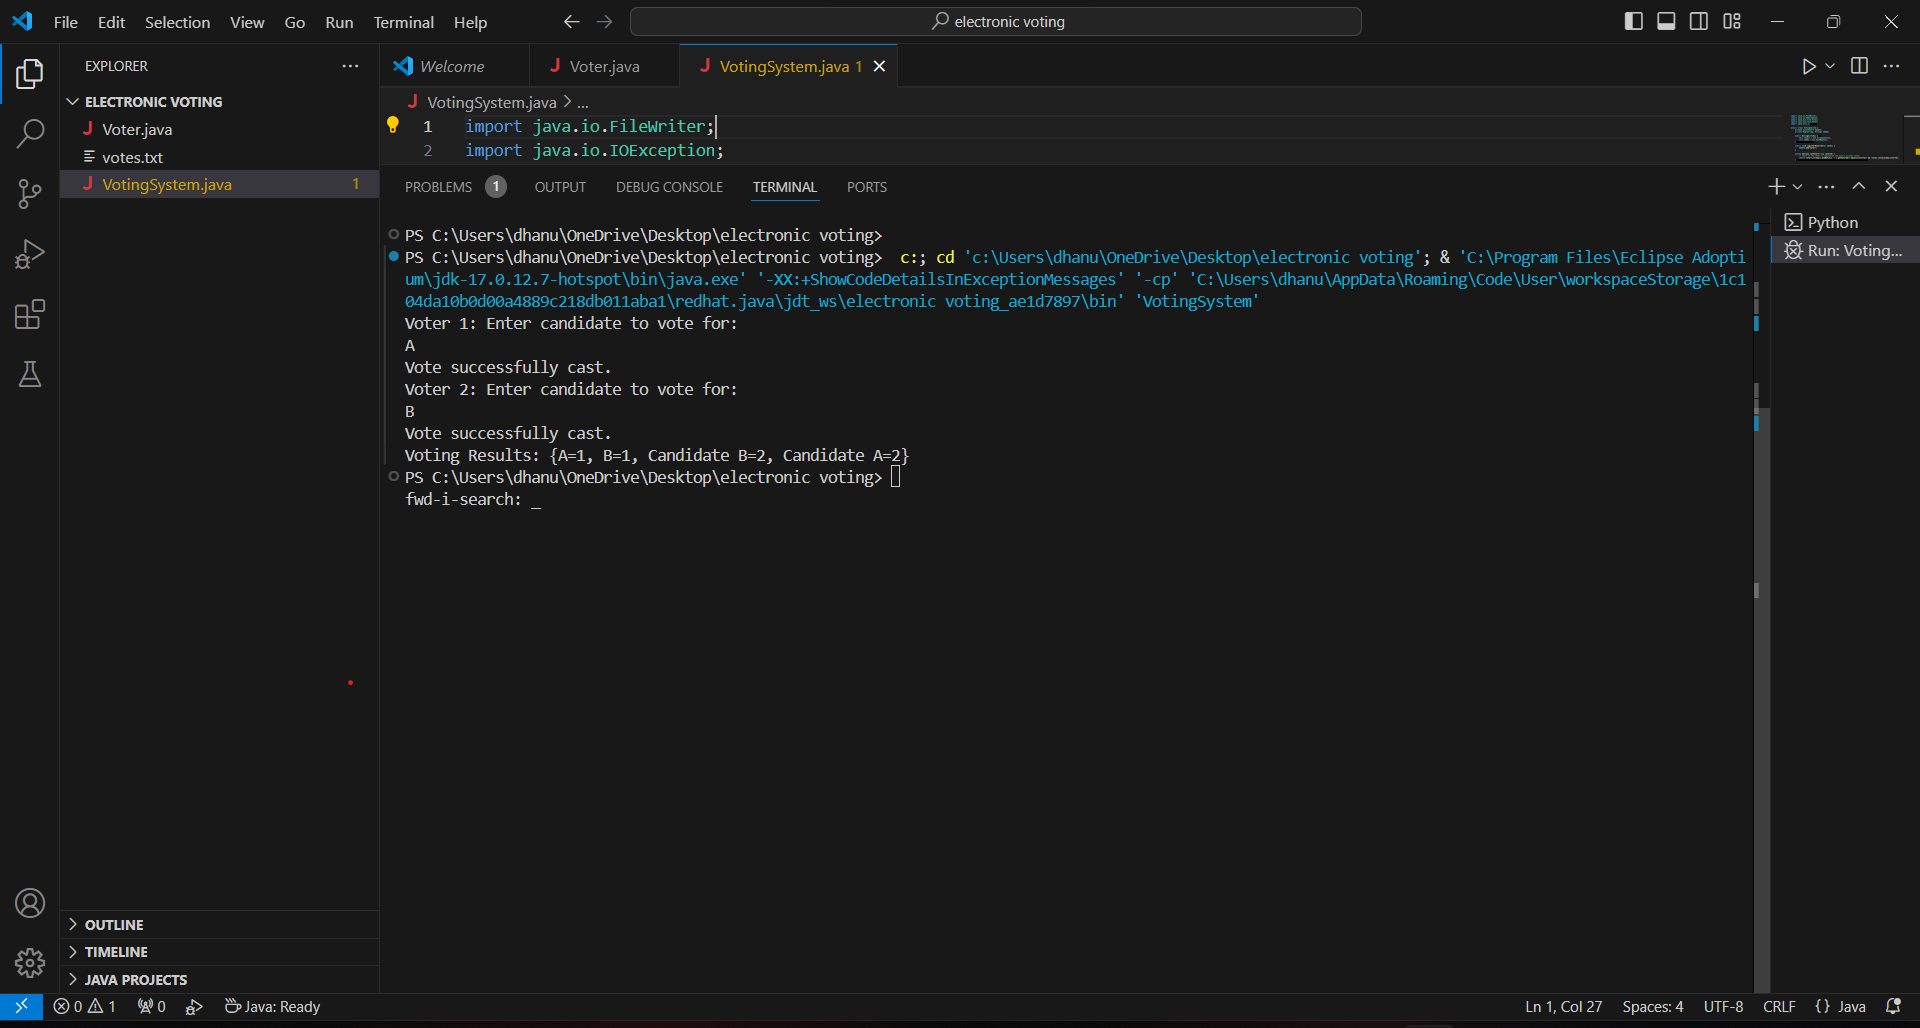 File Edit Selection View Go Run Terminal Help
electronic voting
EXPLORER
ELECTRONIC VOTING
Voter.java
votes.txt
VotingSystem.java 1
OUTLINE
TIMELINE
JAVA PROJECTS
Welcome Voter.java VotingSystem.java 1
VotingSystem.java > ...
1 import java.io.FileWriter;
2 import java.io.IOException;
PROBLEMS 1 OUTPUT DEBUG CONSOLE TERMINAL PORTS
PS C:\Users\dhanu\OneDrive\Desktop\electronic voting>
PS C:\Users\dhanu\OneDrive\Desktop\electronic voting>  c:; cd 'c:\Users\dhanu\OneDrive\Desktop\electronic voting'; & 'C:\Program Files\Eclipse Adopti
um\jdk-17.0.12.7-hotspot\bin\java.exe' '-XX:+ShowCodeDetailsInExceptionMessages' '-cp' 'C:\Users\dhanu\AppData\Roaming\Code\User\workspaceStorage\1c1
04da10b0d00a4889c218db011aba1\redhat.java\jdt_ws\electronic voting_ae1d7897\bin' 'VotingSystem'
Voter 1: Enter candidate to vote for:
A
Vote successfully cast.
Voter 2: Enter candidate to vote for:
B
Vote successfully cast.
Voting Results: {A=1, B=1, Candidate B=2, Candidate A=2}
PS C:\Users\dhanu\OneDrive\Desktop\electronic voting>
fwd-i-search: _
Python
Run: Voting...
0 1 0 Java: Ready
Ln 1, Col 27 Spaces: 4 UTF-8 CRLF {} Java